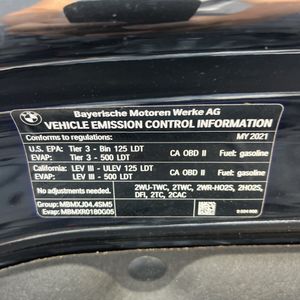 BMW
Bayerische Motoren Werke AG
VEHICLE EMISSION CONTROL INFORMATION
Conforms to regulations: MY 2021
U.S. EPA: Tier 3 - Bin 125 LDT CA OBD II Fuel: gasoline
EVAP: Tier 3 - 500 LDT
California: LEV III - ULEV 125 LDT CA OBD II Fuel: gasoline
EVAP: LEV III - 500 LDT
2WU-TWC, 2TWC, 2WR-HO2S, 2HO2S,
DFI, 2TC, 2CAC
Group: MBMXJ04.4SM5
Evap: MBMXR0180G05